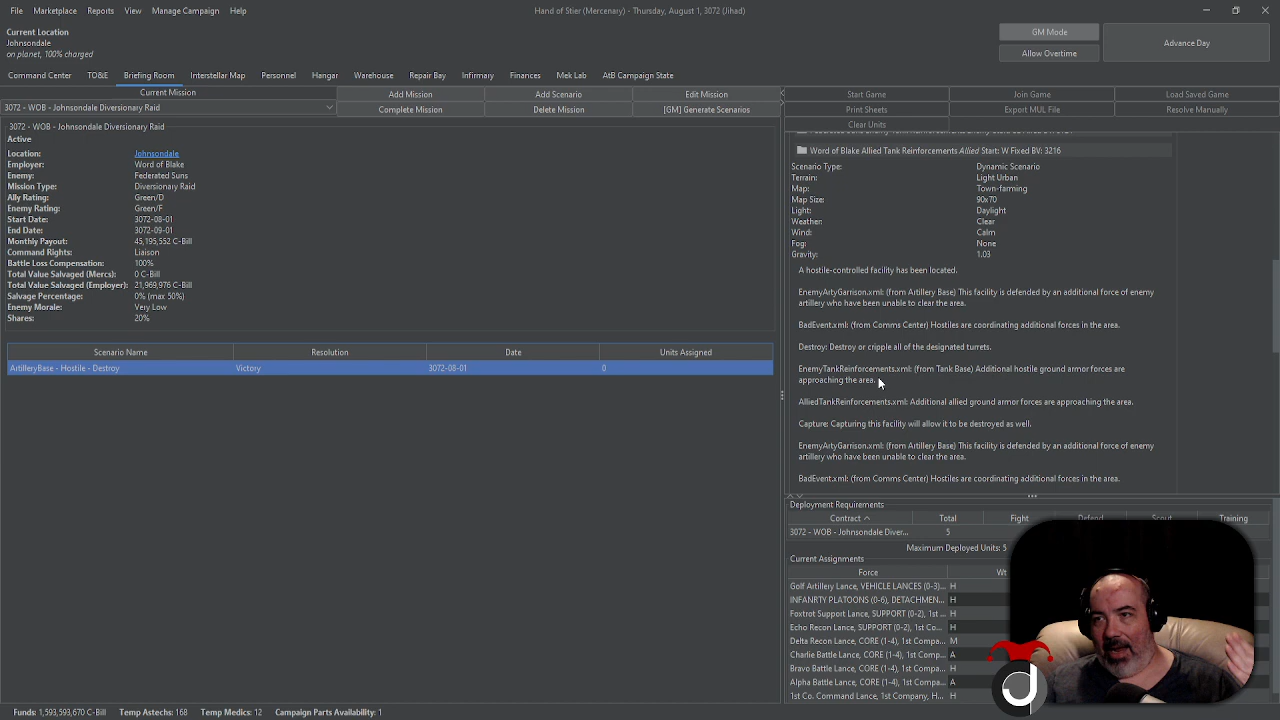 File Marketplace Reports View Manage Campaign Help Hand of Stier (Mercenary) - Thursday, August 1, 3072 (Jihad)
Current Location
Johnsondale
on planet, 100% charged
GM Mode
Allow Overtime
Advance Day
Command Center TO&E Briefing Room Interstellar Map Personnel Hangar Warehouse Repair Bay Infirmary Finances Mek Lab AtB Campaign State
Current Mission Add Mission Add Scenario Edit Mission
3072 - WOB - Johnsondale Diversionary Raid Complete Mission Delete Mission [GM] Generate Scenarios
3072 - WOB - Johnsondale Diversionary Raid
Active
Location: Johnsondale
Employer: Word of Blake
Enemy: Federated Suns
Mission Type: Diversionary Raid
Ally Rating: Green/D
Enemy Rating: Green/F
Start Date: 3072-08-01
End Date: 3072-09-01
Monthly Payout: 45,195,552 C-Bill
Command Rights: Liaison
Battle Loss Compensation: 100%
Total Value Salvaged (Mercs): 0 C-Bill
Total Value Salvaged (Employer): 21,969,976 C-Bill
Salvage Percentage: 0% (max 50%)
Enemy Morale: Very Low
Shares: 20%
Scenario Name Resolution Date Units Assigned
ArtilleryBase - Hostile - Destroy Victory 3072-08-01 0
Start Game Join Game Load Saved Game
Print Sheets Export MUL File Resolve Manually
Clear Units
Word of Blake Allied Tank Reinforcements Allied Start: W Fixed BV: 3216
Scenario Type: Dynamic Scenario
Terrain: Light Urban
Map: Town-farming
Map Size: 90x70
Light: Daylight
Weather: Clear
Wind: Calm
Fog: None
Gravity: 1.03
A hostile-controlled facility has been located.
EnemyArtyGarrison.xml: (from Artillery Base) This facility is defended by an additional force of enemy
artillery who have been unable to clear the area.
BadEvent.xml: (from Comms Center) Hostiles are coordinating additional forces in the area.
Destroy: Destroy or cripple all of the designated turrets.
EnemyTankReinforcements.xml: (from Tank Base) Additional hostile ground armor forces are
approaching the area.
AlliedTankReinforcements.xml: Additional allied ground armor forces are approaching the area.
Capture: Capturing this facility will allow it to be destroyed as well.
EnemyArtyGarrison.xml: (from Artillery Base) This facility is defended by an additional force of enemy
artillery who have been unable to clear the area.
BadEvent.xml: (from Comms Center) Hostiles are coordinating additional forces in the area.
Deployment Requirements
Contract Total Fight Defend Scout Training
3072 - WOB - Johnsondale Diver... 5
Maximum Deployed Units: 5
Current Assignments
Force
Golf Artillery Lance, VEHICLE LANCES (0-3)... H
INFANRTY PLATOONS (0-6), DETACHMEN... H
Foxtrot Support Lance, SUPPORT (0-2), 1st ... H
Echo Recon Lance, SUPPORT (0-2), 1st Co... H
Delta Recon Lance, CORE (1-4), 1st Compa... M
Charlie Battle Lance, CORE (1-4), 1st Comp... A
Bravo Battle Lance, CORE (1-4), 1st Compa... H
Alpha Battle Lance, CORE (1-4), 1st Compa... A
1st Co. Command Lance, 1st Company, H... H
Funds: 1,593,593,670 C-Bill Temp Astechs: 168 Temp Medics: 12 Campaign Parts Availability: 1